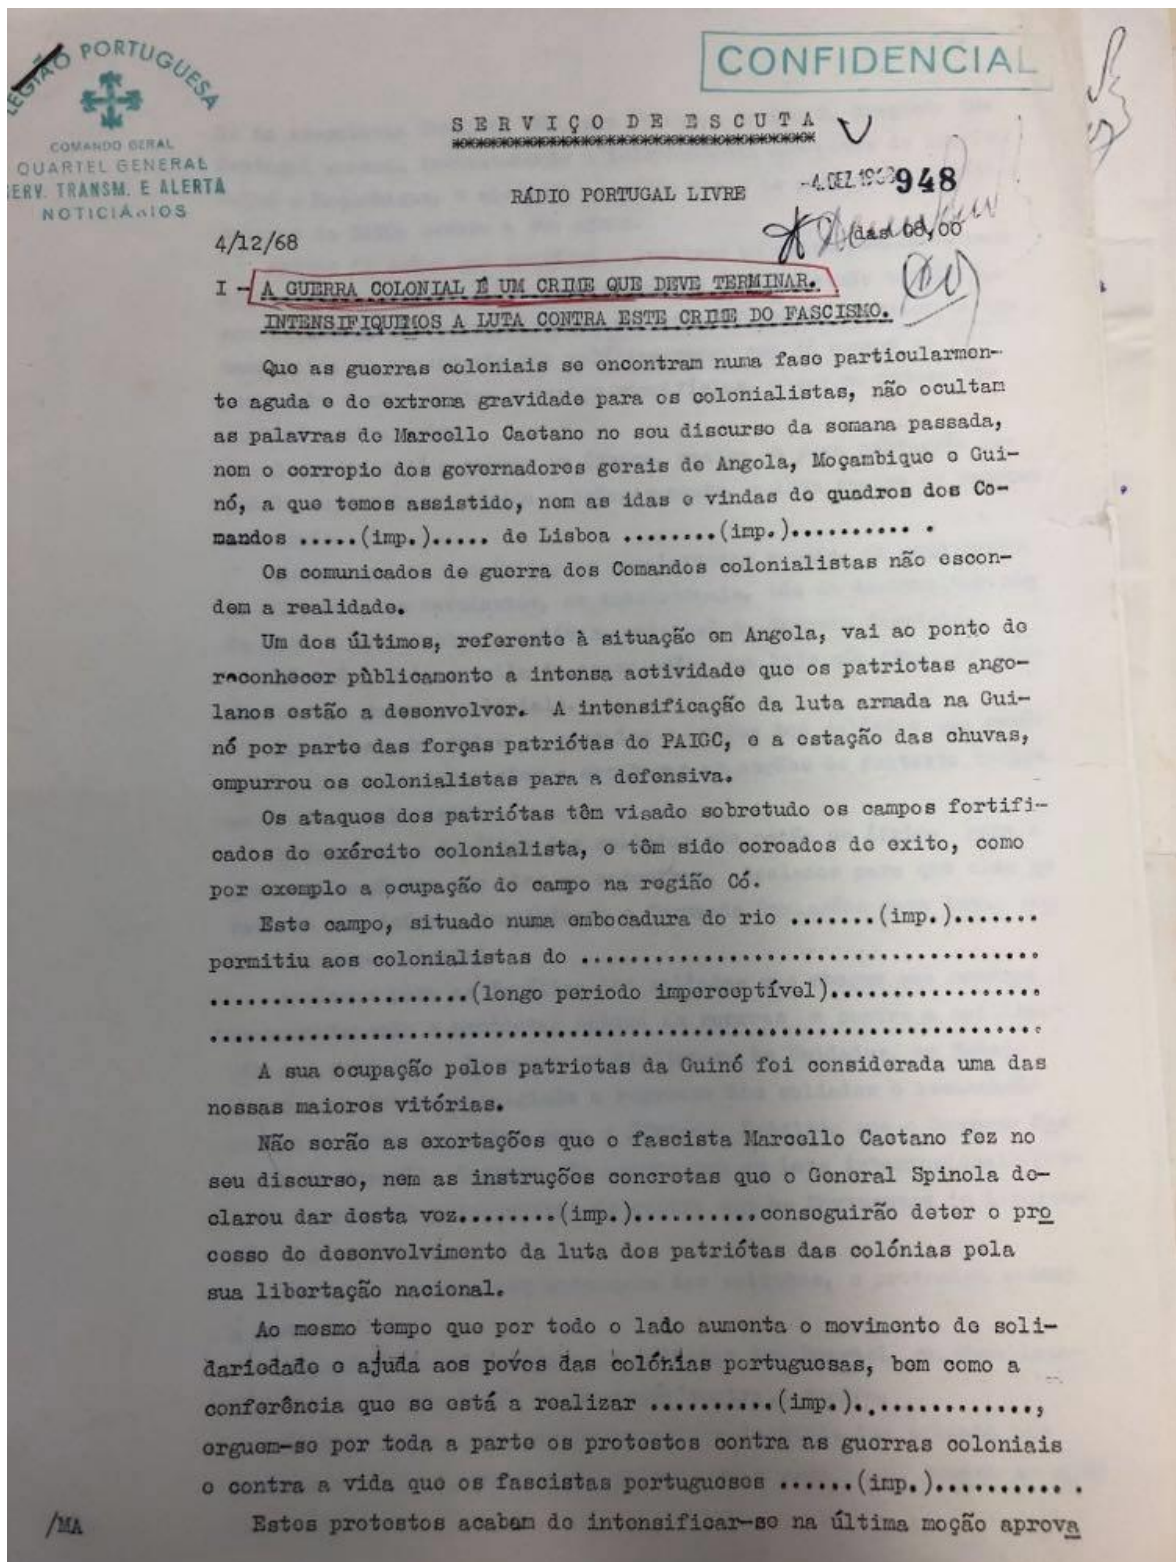 LEGIÃO PORTUGUESA
COMANDO GERAL
QUARTEL GENERAL
SERV. TRANSM. E ALERTA
NOTICIÁRIOS
CONFIDENCIAL
SERVIÇO DE ESCUTA
RÁDIO PORTUGAL LIVRE
-4. DEZ. 1968 948
4/12/68
das 08,00
I - A GUERRA COLONIAL É UM CRIME QUE DEVE TERMINAR.
INTENSIFIQUEMOS A LUTA CONTRA ESTE CRIME DO FASCISMO.
Que as guerras coloniais se encontram numa fase particularmen-
te aguda e de extrema gravidade para os colonialistas, não ocultam
as palavras de Marcello Caetano no seu discurso da semana passada,
nem o corropio dos governadores gerais de Angola, Moçambique e Gui-
né, a que temos assistido, nem as idas e vindas de quadros dos Co-
mandos .....(imp.)..... de Lisboa ........(imp.).......... .
Os comunicados de guerra dos Comandos colonialistas não escon-
dem a realidade.
Um dos últimos, referente à situação em Angola, vai ao ponto de
reconhecer pùblicamente a intensa actividade que os patriotas ango-
lanos estão a desenvolver. A intensificação da luta armada na Gui-
né por parte das forças patriótas do PAIGC, e a estação das chuvas,
empurrou os colonialistas para a defensiva.
Os ataques dos patriótas têm visado sobretudo os campos fortifi-
cados do exército colonialista, e têm sido coroados de exito, como
por exemplo a ocupação do campo na região Có.
Este campo, situado numa embocadura do rio .......(imp.).......
permitiu aos colonialistas do ......................................
.....................(longo periodo imperceptível).................
.....................................................................
A sua ocupação pelos patriotas da Guiné foi considerada uma das
nossas maiores vitórias.
Não serão as exortações que o fascista Marcello Caetano fez no
seu discurso, nem as instruções concretas que o General Spinola de-
clarou dar desta vez........(imp.)..........conseguirão deter o pro
cesso do desenvolvimento da luta dos patriótas das colónias pela
sua libertação nacional.
Ao mesmo tempo que por todo o lado aumenta o movimento de soli-
dariedade e ajuda aos povos das colónias portuguesas, bem como a
conferência que se está a realizar ..........(imp.)..............,
erguem-se por toda a parte os protestos contra as guerras coloniais
e contra a vida que os fascistas portugueses ......(imp.).......... .
Estes protestos acabam de intensificar-se na última moção aprova
/MA